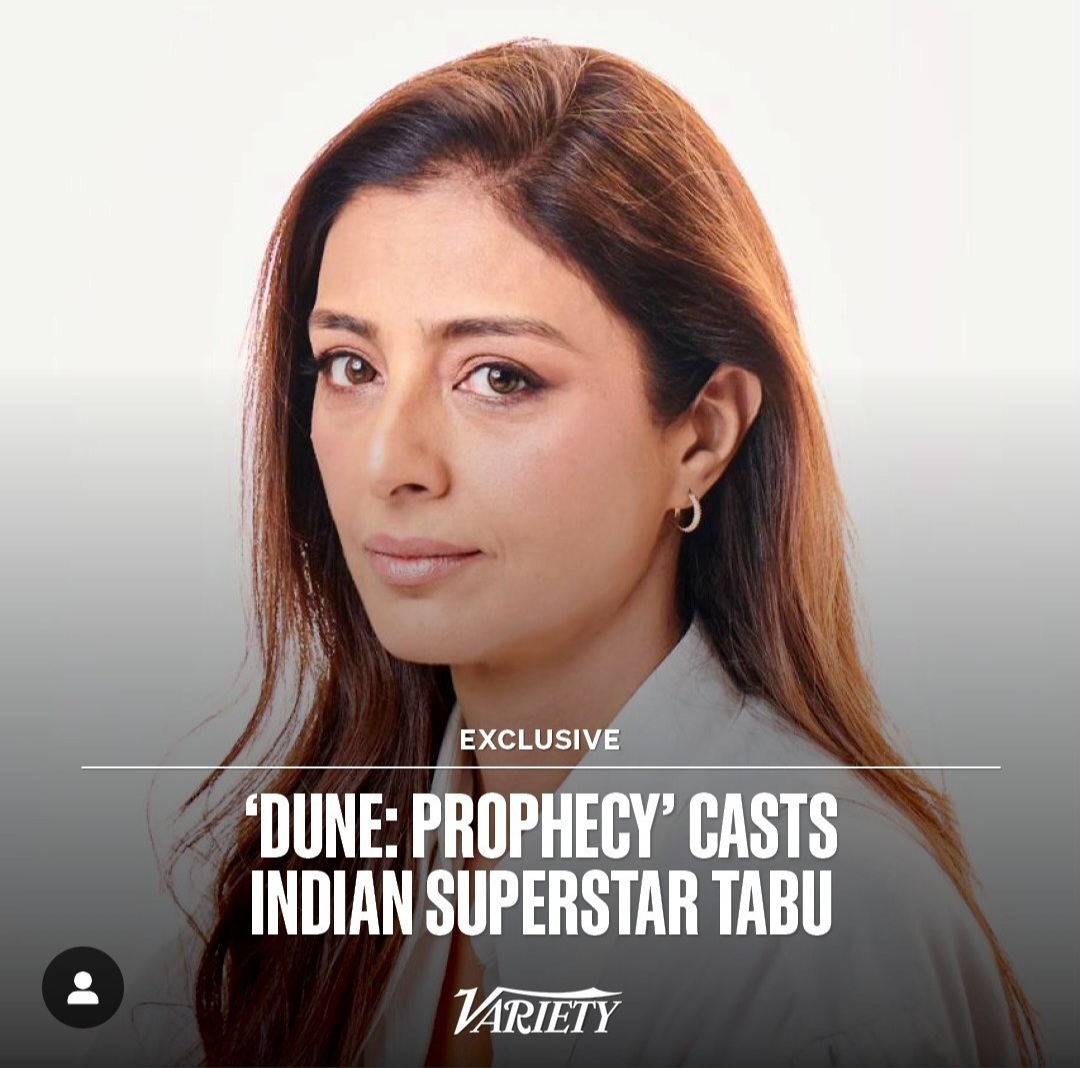 EXCLUSIVE
‘DUNE: PROPHECY’ CASTS
INDIAN SUPERSTAR TABU
VARIETY